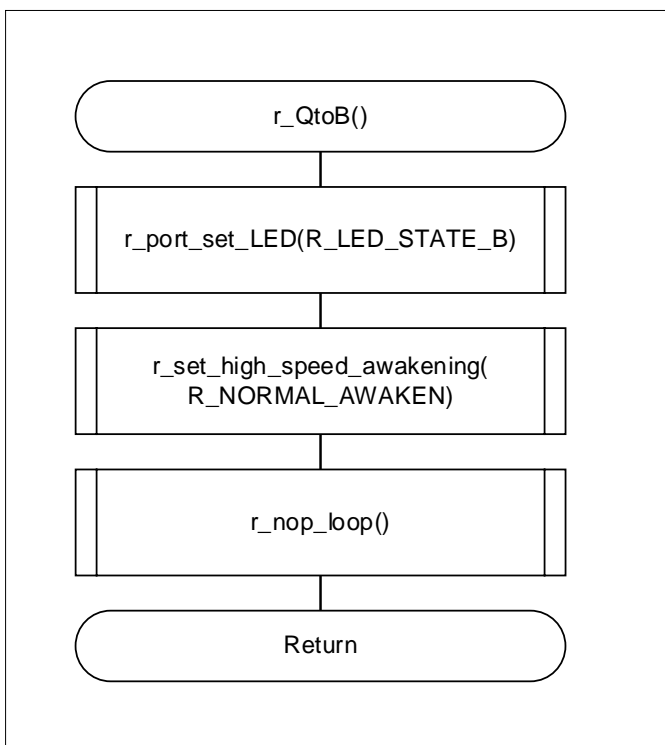 r_QtoB()
r_port_set_LED(R_LED_STATE_B)
r_set_high_speed_awakening(
R_NORMAL_AWAKEN)
r_nop_loop()
Return